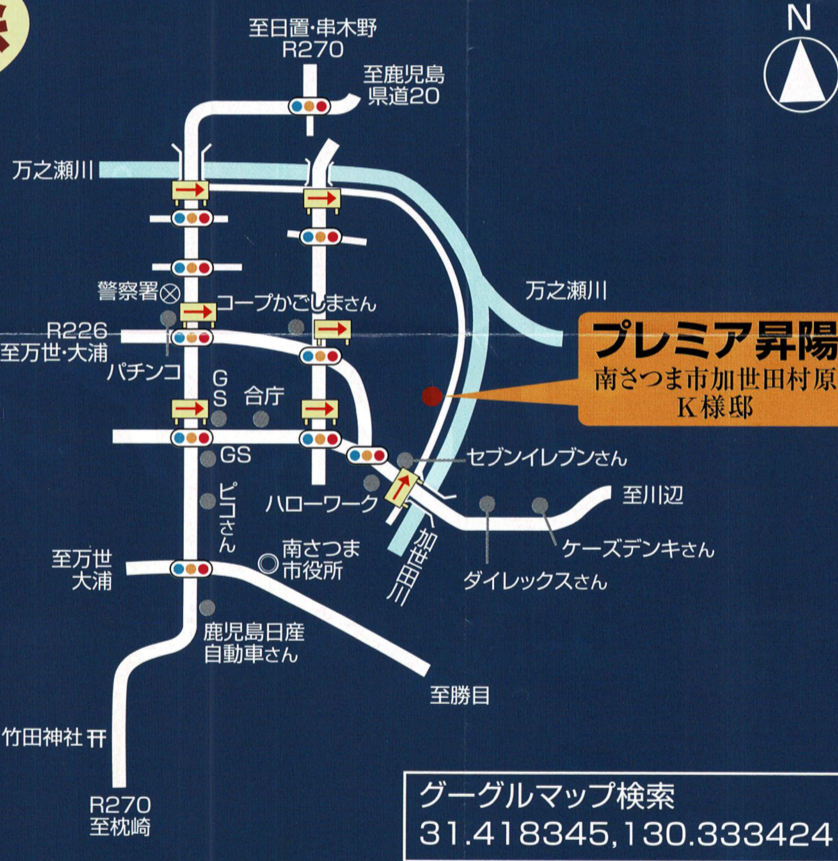 至日置・串木野
R270
N
至鹿児島
県道20
万之瀬川
警察署
コープかごしまさん
万之瀬川
R226
至万世・大浦
パチンコ
プレミア昇陽
南さつま市加世田村原
K様邸
GS
合庁
GS
セブンイレブンさん
ピコさん
ハローワーク
至川辺
ケーズデンキさん
ダイレックスさん
加世田川
至万世
大浦
南さつま
市役所
鹿児島日産
自動車さん
至勝目
竹田神社
R270
至枕崎
グーグルマップ検索
31.418345,130.333424